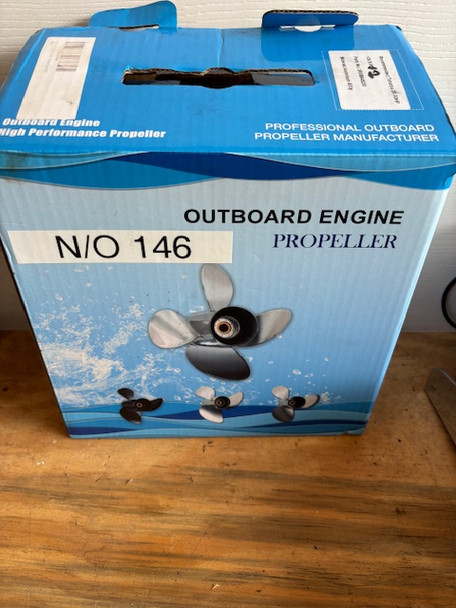 Outboard Engine
High Performance Propeller
PROFESSIONAL OUTBOARD
PROPELLER MANUFACTURER
OUTBOARD ENGINE
PROPELLER
N/O 146